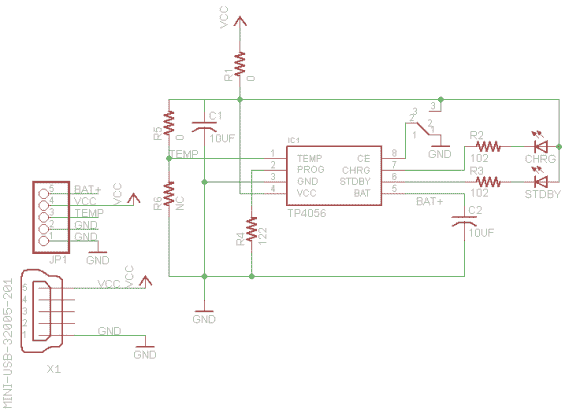 VCC
R1
0
R5
0
C1
10UF
TEMP
IC1
1 TEMP CE 8
2 PROG CHRG 7
3 GND STDBY 6
4 VCC BAT 5
TP4056
3
2
1
GND
R2
102
CHRG
R3
102
STDBY
BAT+
C2
10UF
R6
NC
R4
122
GND
5 BAT+
4 VCC
3 TEMP
2 GND
1 GND
VCC
JP1
GND
MINI-USB-32005-201
5
4
3
2
1
VCC
VCC
GND
GND
X1